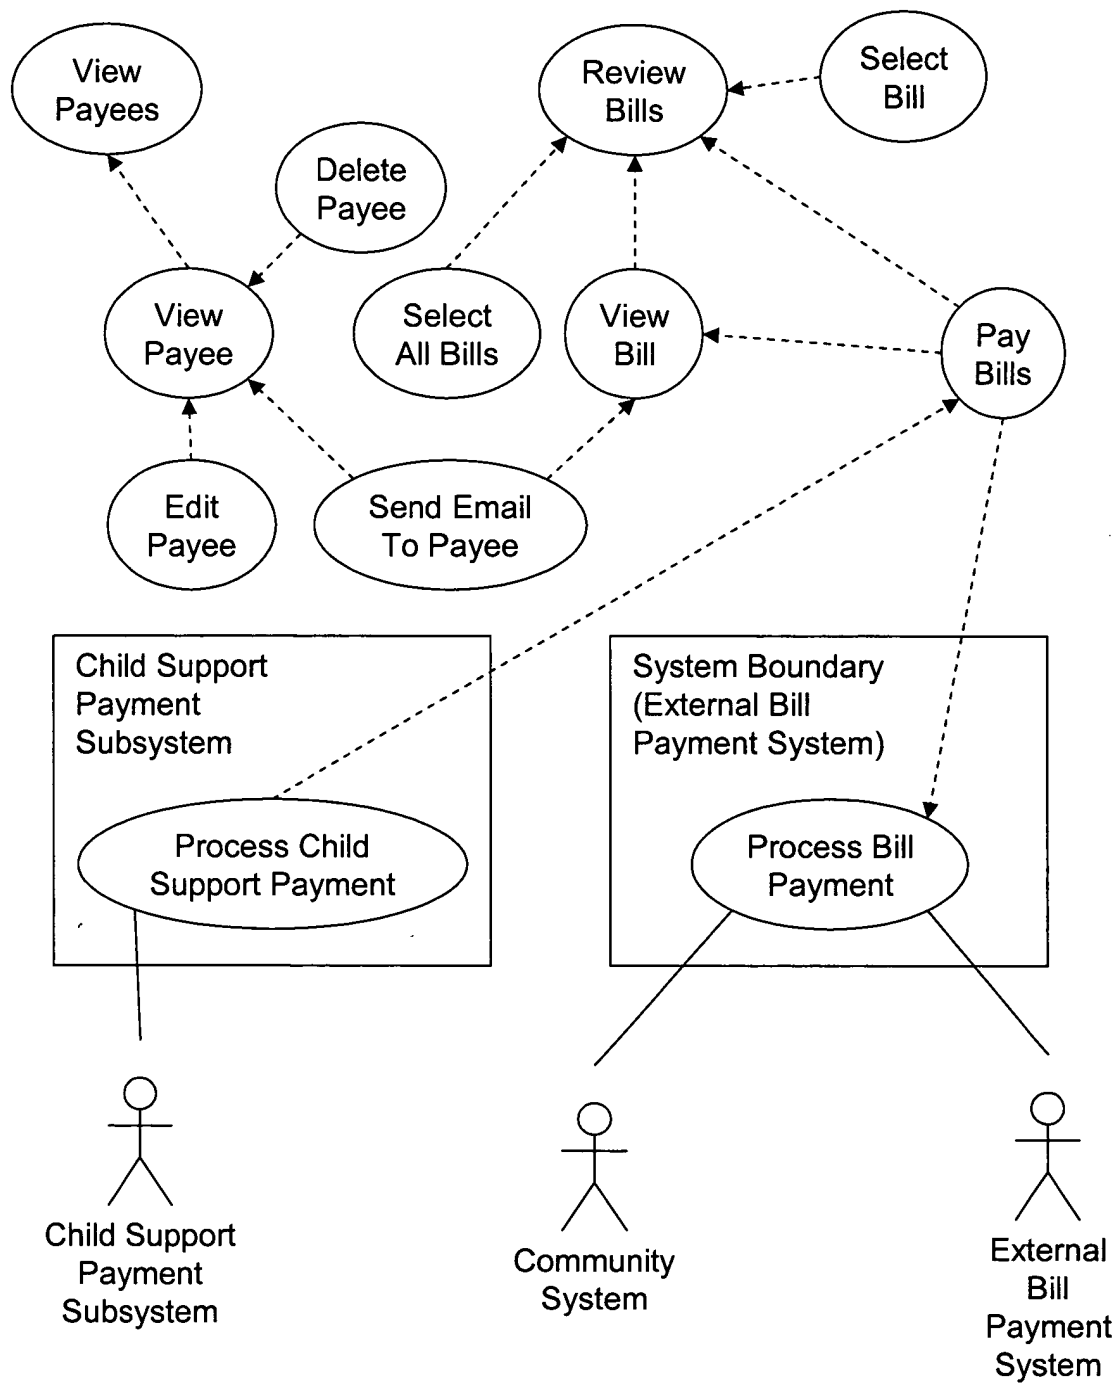 View
Payees
Review
Bills
Select
Bill
Delete
Payee
View
Payee
Select
All Bills
View
Bill
Pay
Bills
Edit
Payee
Send Email
To Payee
Child Support
Payment
Subsystem
System Boundary
(External Bill
Payment System)
Process Child
Support Payment
Process Bill
Payment
Child Support
Payment
Subsystem
Community
System
External
Bill
Payment
System